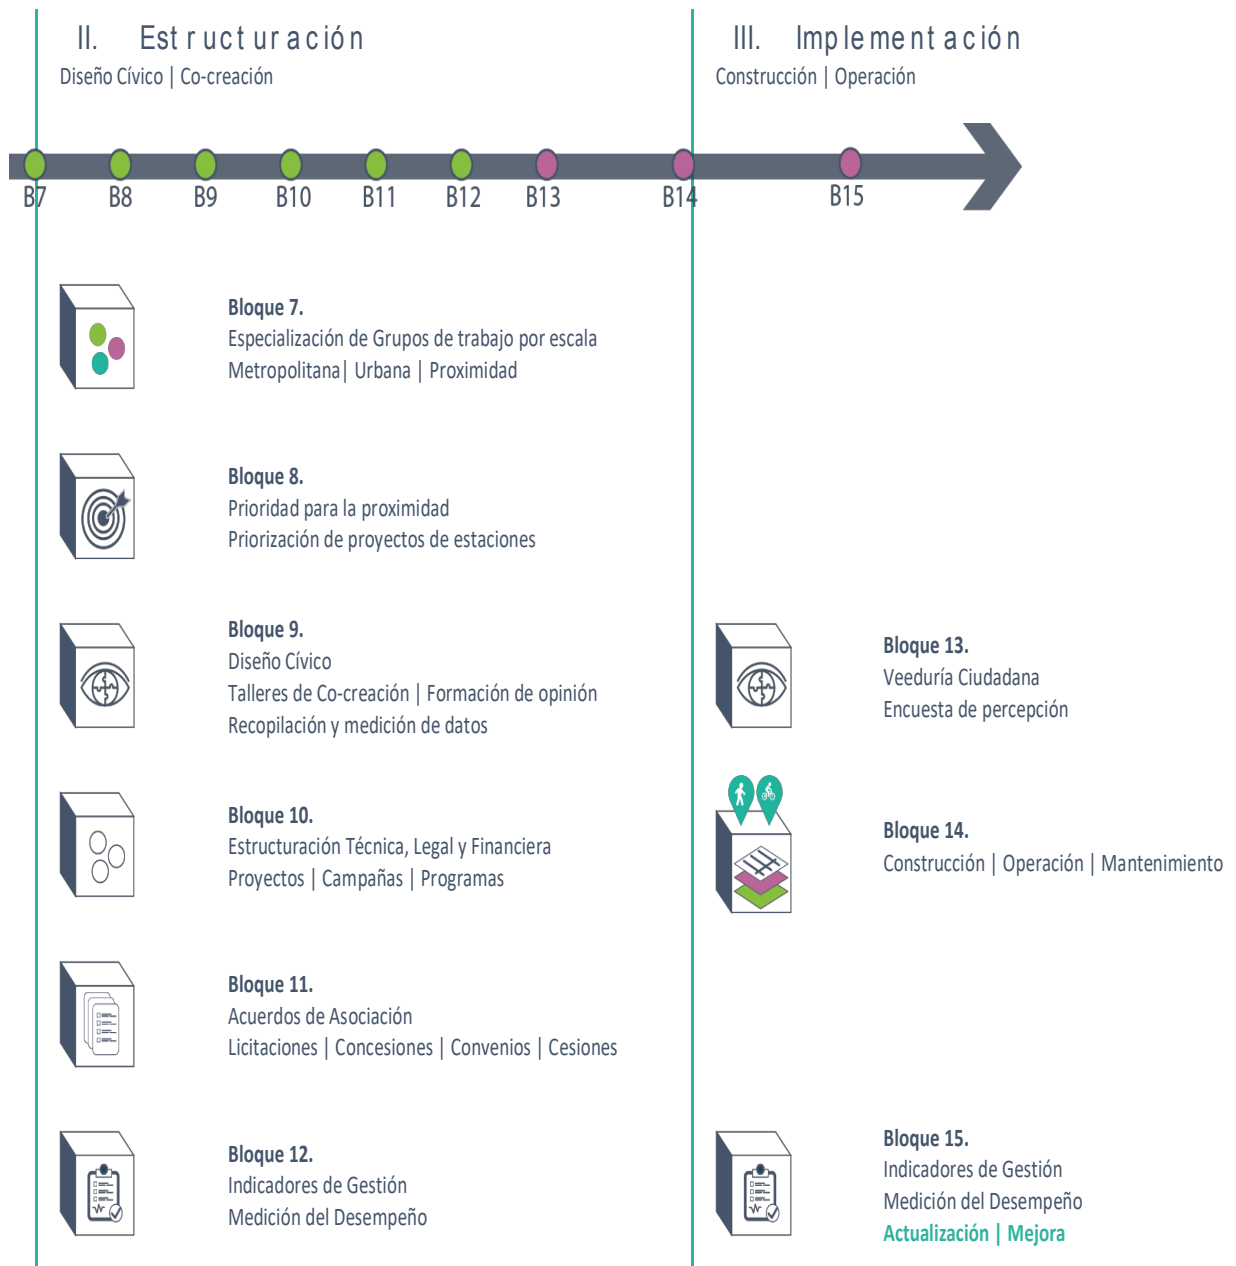 II. Estructuración
Diseño Cívico | Co-creación
III. Implementación
Construcción | Operación
B7
B8
B9
B10
B11
B12
B13
B14
B15
Bloque 7.
Especialización de Grupos de trabajo por escala
Metropolitana| Urbana | Proximidad
Bloque 8.
Prioridad para la proximidad
Priorización de proyectos de estaciones
Bloque 9.
Diseño Cívico
Talleres de Co-creación | Formación de opinión
Recopilación y medición de datos
Bloque 10.
Estructuración Técnica, Legal y Financiera
Proyectos | Campañas | Programas
Bloque 11.
Acuerdos de Asociación
Licitaciones | Concesiones | Convenios | Cesiones
Bloque 12.
Indicadores de Gestión
Medición del Desempeño
Bloque 13.
Veeduría Ciudadana
Encuesta de percepción
Bloque 14.
Construcción | Operación | Mantenimiento
Bloque 15.
Indicadores de Gestión
Medición del Desempeño
Actualización | Mejora